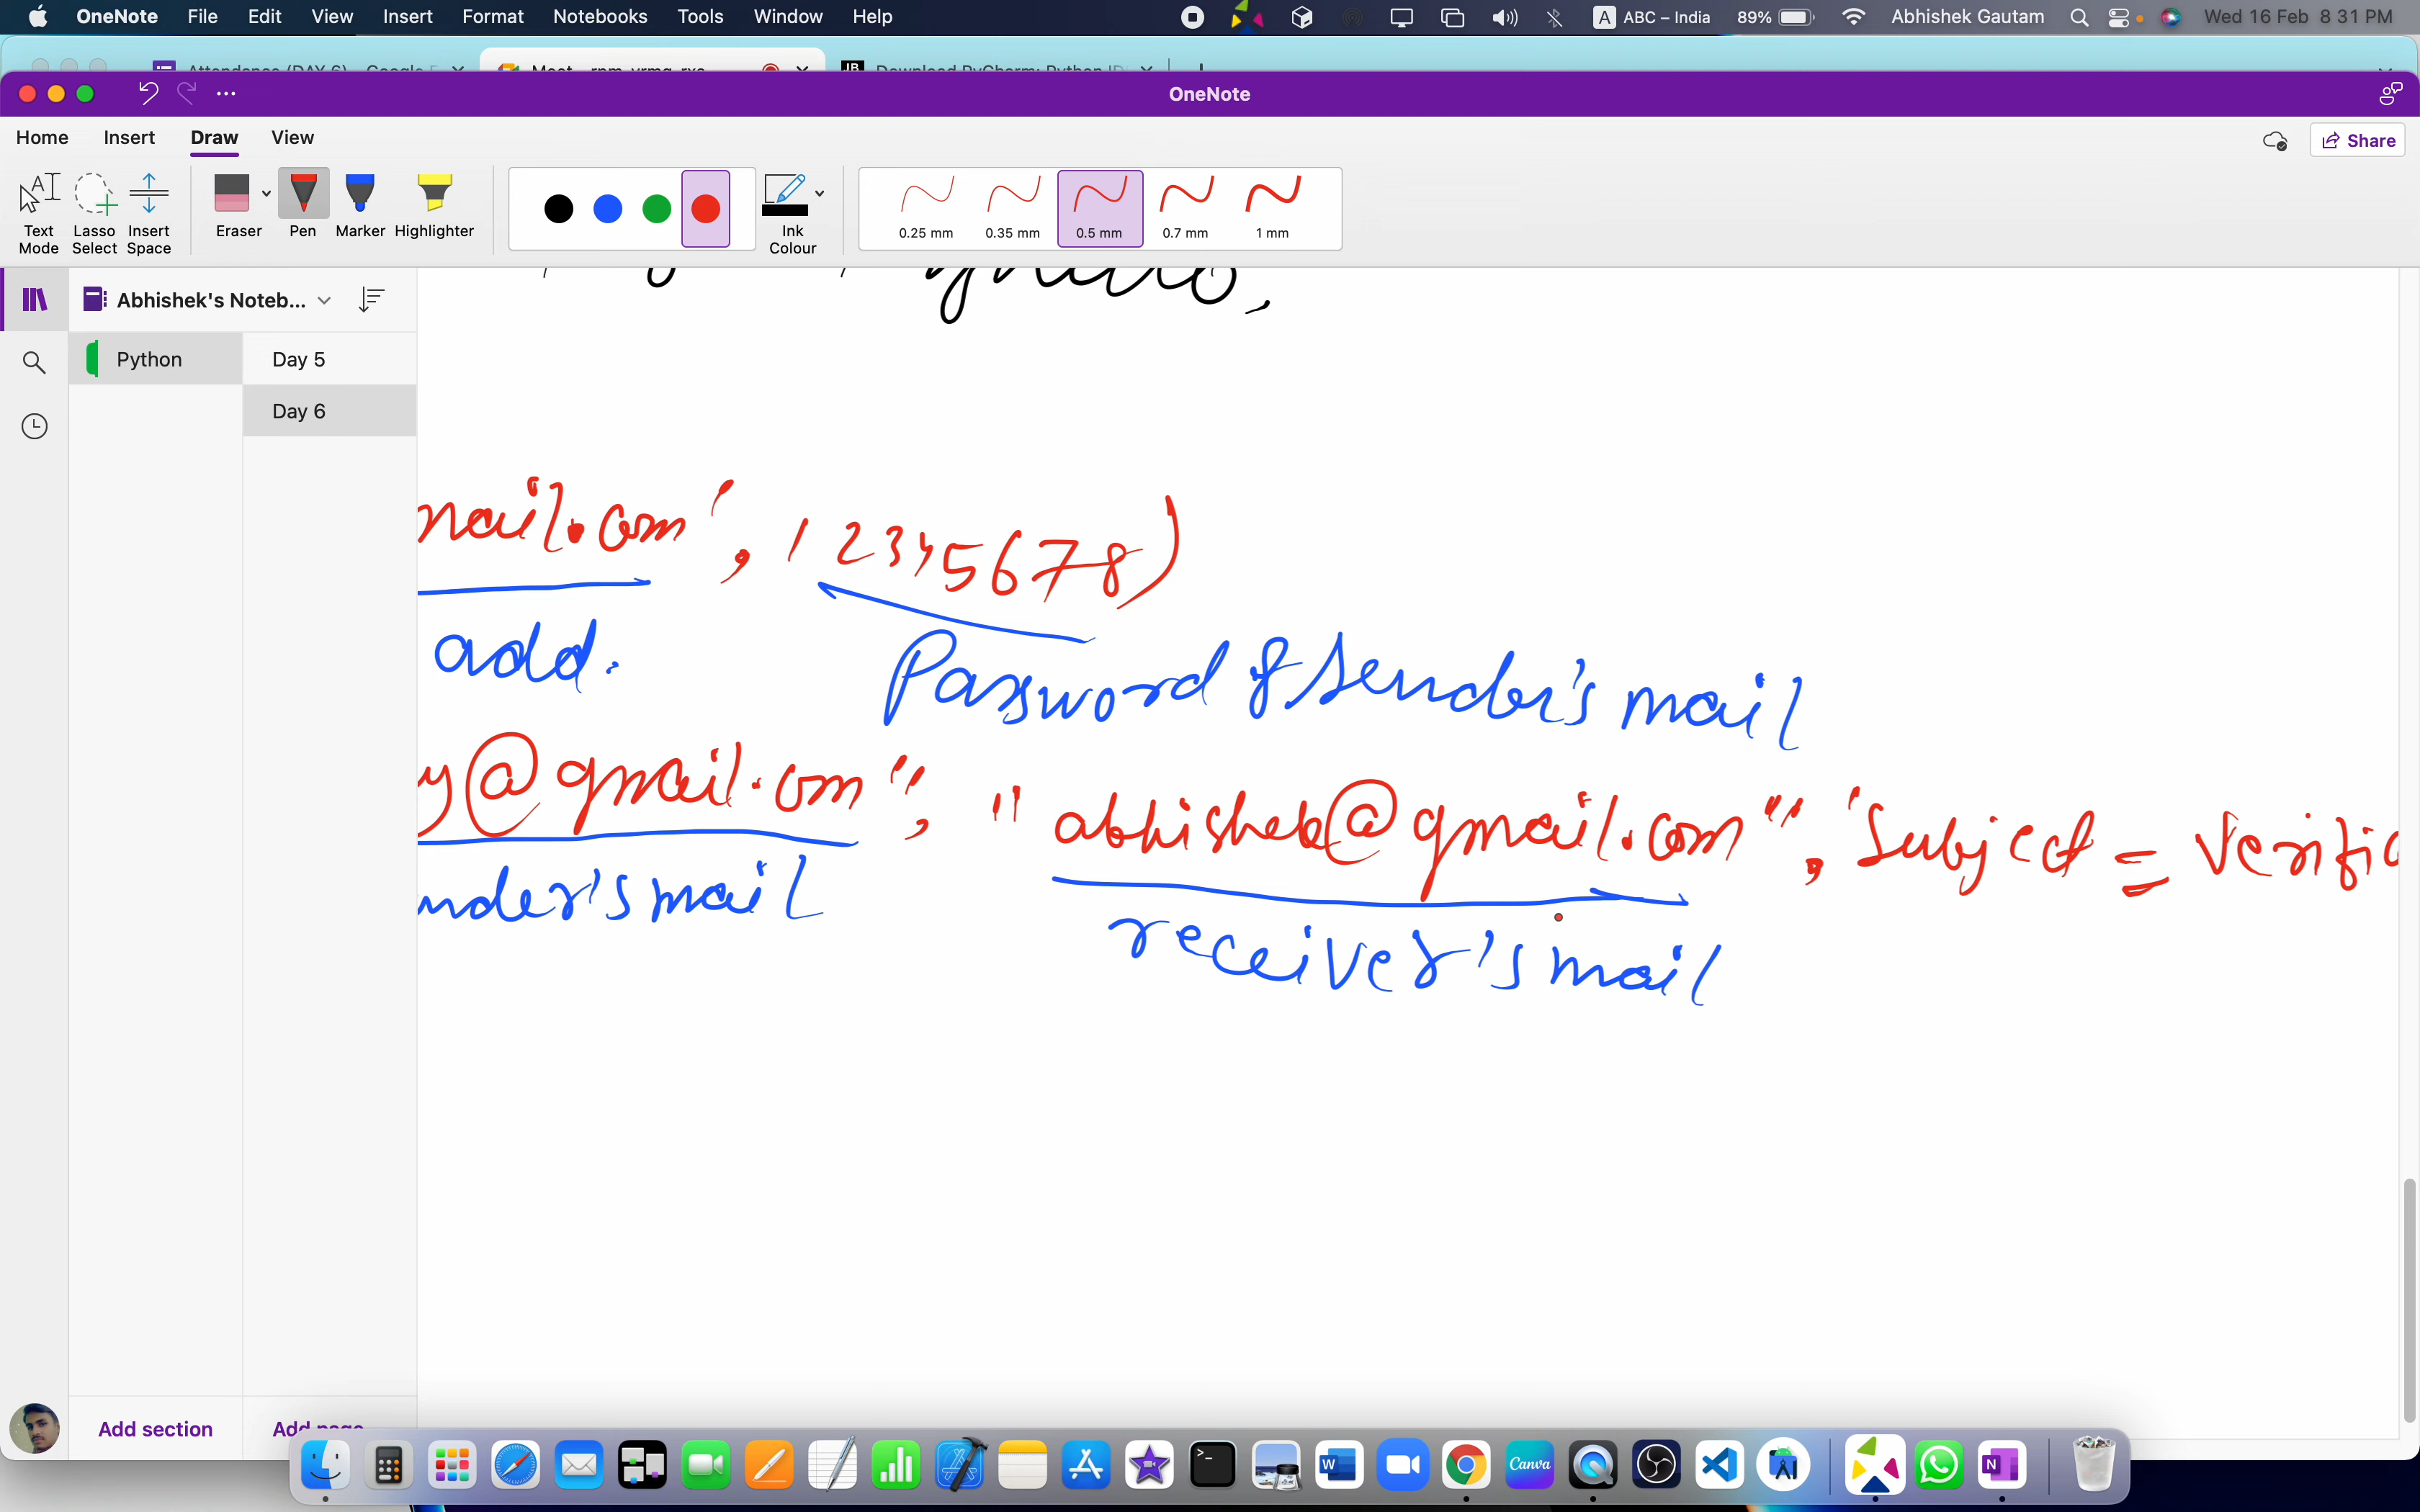 OneNote File Edit View Insert Format Notebooks Tools Window Help A ABC – India 89% Abhishek Gautam Wed 16 Feb 8 31 PM
OneNote
Home Insert Draw View Share
Text Mode Lasso Select Insert Space Eraser Pen Marker Highlighter Ink Colour 0.25 mm 0.35 mm 0.5 mm 0.7 mm 1 mm
Abhishek's Noteb...
Python Day 5
Day 6
mail.com', 12345678)
add.
Password of sender's mail
y@gmail.com", "abhishek@gmail.com", 'Subject = Verific
nder's mail
receiver's mail
Add section Add page
Canva